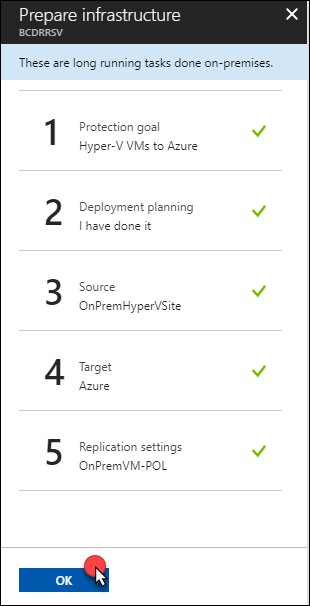 Prepare infrastructure
BCDRRSV
These are long running tasks done on-premises.
1
Protection goal
Hyper-V VMs to Azure
2
Deployment planning
I have done it
3
Source
OnPremHyperVSite
4
Target
Azure
5
Replication settings
OnPremVM-POL
OK